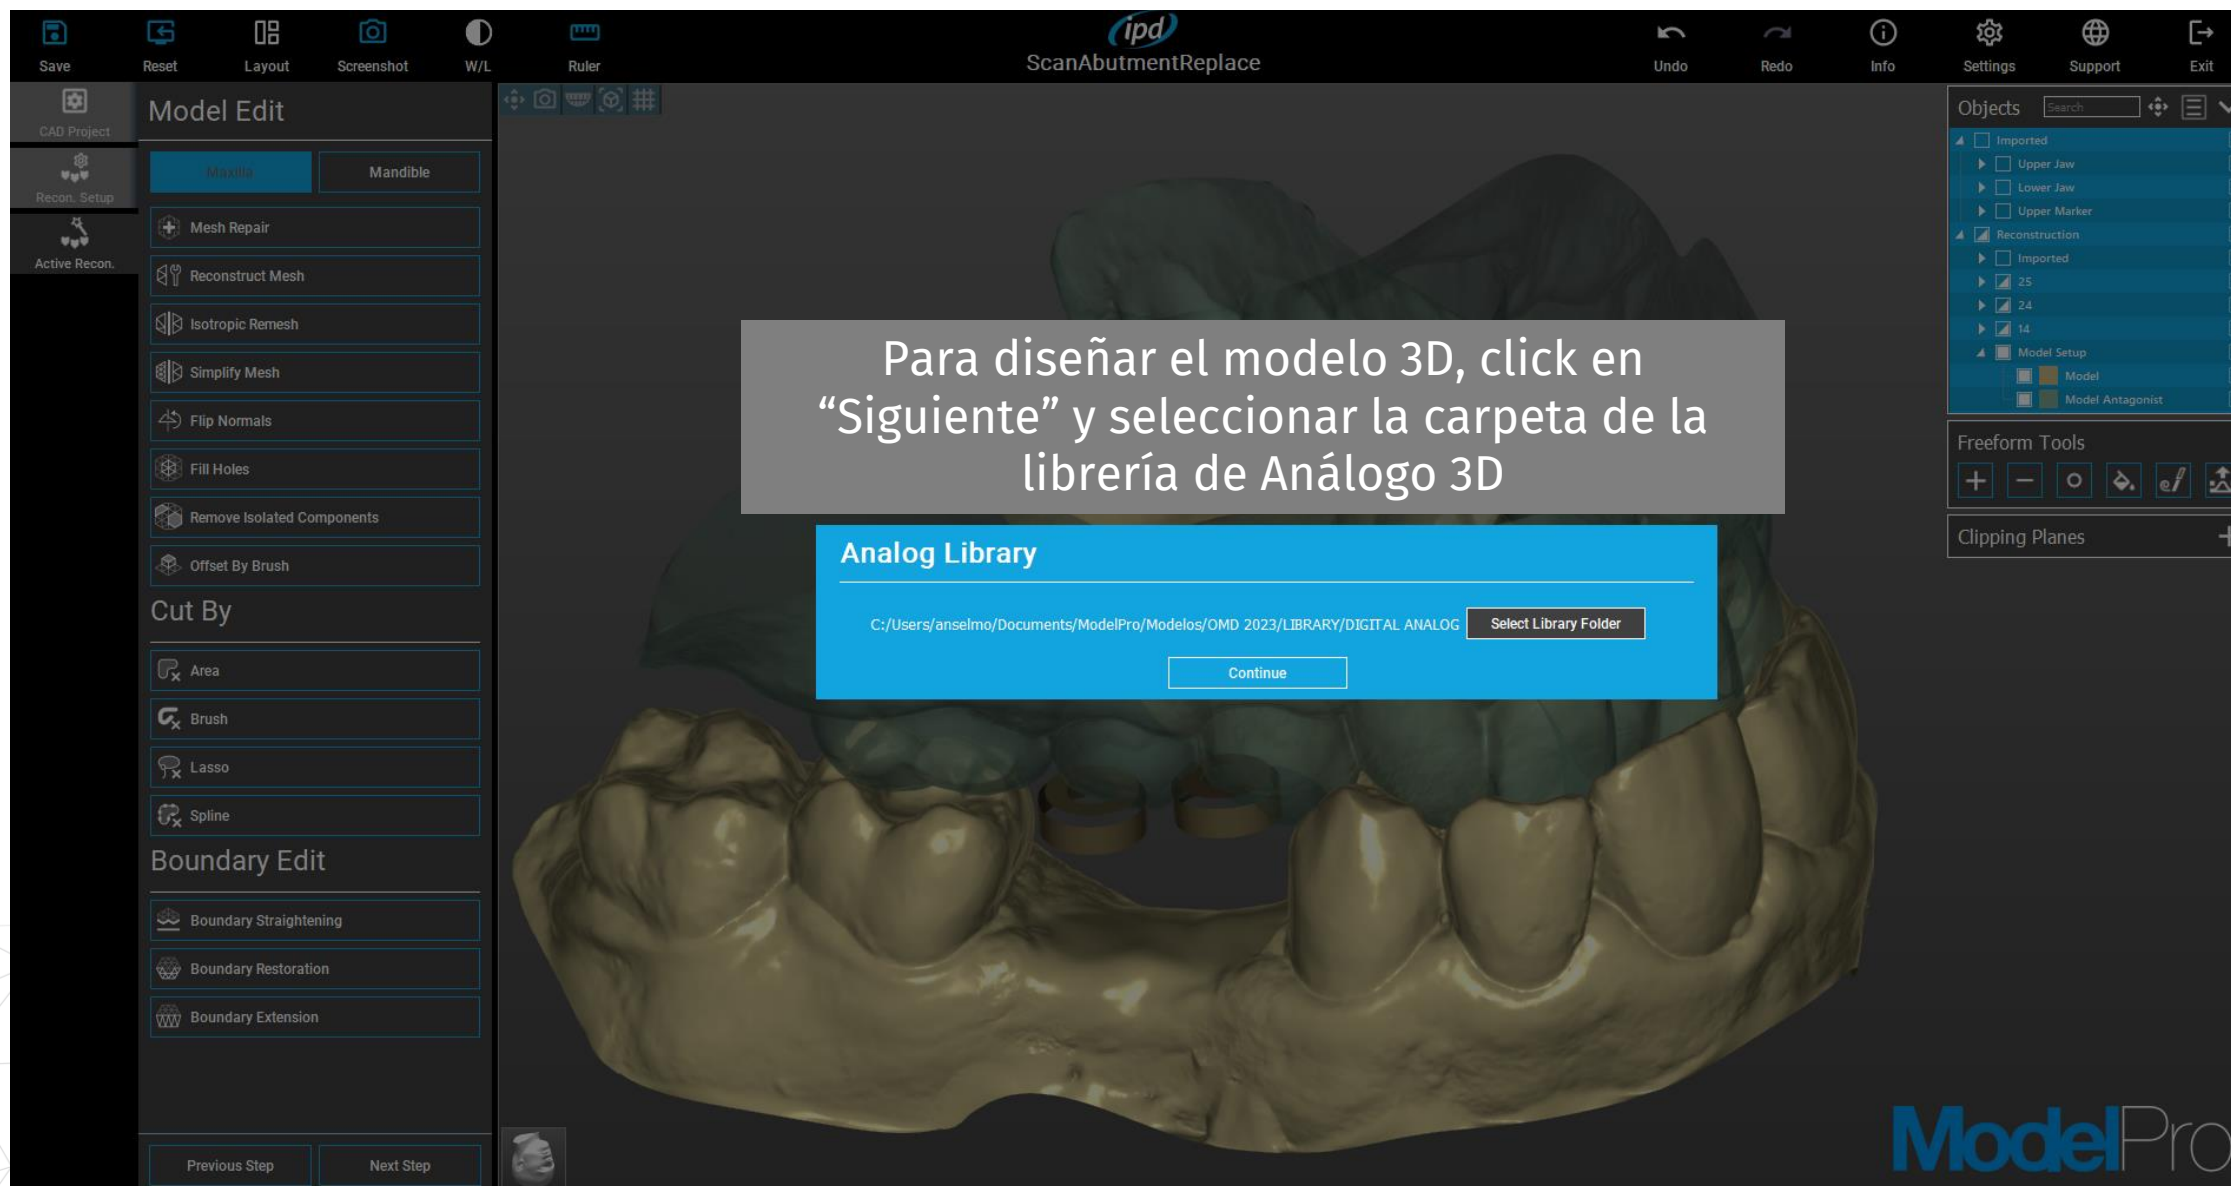 Save
Reset
Layout
Screenshot
W/L
Ruler
ipd
ScanAbutmentReplace
Undo
Redo
Info
Settings
Support
Exit
CAD Project
Recon. Setup
Active Recon.
Model Edit
Maxilla
Mandible
Mesh Repair
Reconstruct Mesh
Isotropic Remesh
Simplify Mesh
Flip Normals
Fill Holes
Remove Isolated Components
Offset By Brush
Cut By
Area
Brush
Lasso
Spline
Boundary Edit
Boundary Straightening
Boundary Restoration
Boundary Extension
Previous Step
Next Step
Para diseñar el modelo 3D, click en
“Siguiente” y seleccionar la carpeta de la
librería de Análogo 3D
Analog Library
C:/Users/anselmo/Documents/ModelPro/Modelos/OMD 2023/LIBRARY/DIGITAL ANALOG
Select Library Folder
Continue
Objects
Search
Imported
Upper Jaw
Lower Jaw
Upper Marker
Reconstruction
Imported
25
24
14
Model Setup
Model
Model Antagonist
Freeform Tools
Clipping Planes
ModelPro